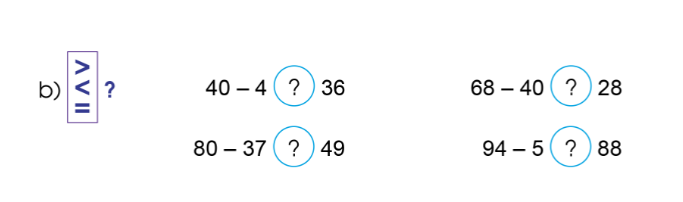 b) > < = ?
40 – 4 ? 36
68 – 40 ? 28
80 – 37 ? 49
94 – 5 ? 88